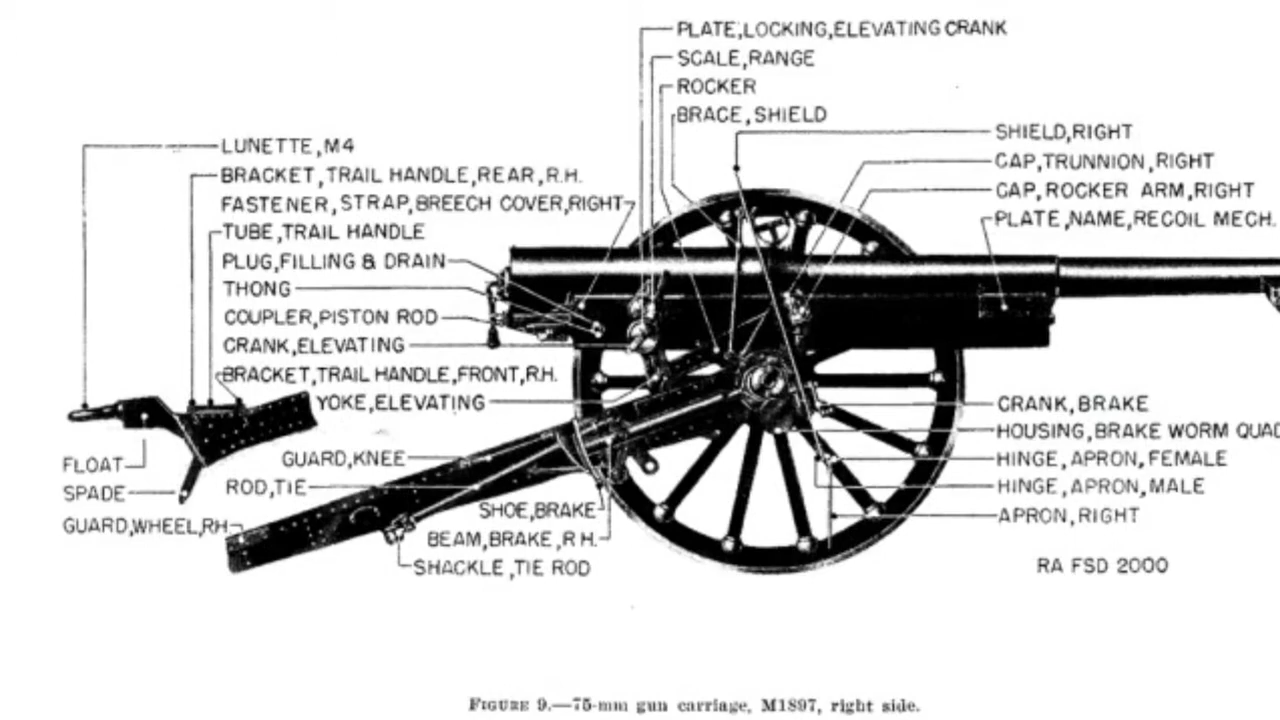 PLATE,LOCKING,ELEVATING CRANK
SCALE,RANGE
ROCKER
BRACE,SHIELD
SHIELD,RIGHT
CAP,TRUNNION,RIGHT
CAP,ROCKER ARM,RIGHT
PLATE,NAME,RECOIL MECH.
LUNETTE,M4
BRACKET,TRAIL HANDLE,REAR,R.H.
FASTENER,STRAP,BREECH COVER,RIGHT
TUBE,TRAIL HANDLE
PLUG,FILLING & DRAIN
THONG
COUPLER,PISTON ROD
CRANK,ELEVATING
BRACKET,TRAIL HANDLE,FRONT,R.H.
YOKE,ELEVATING
GUARD,KNEE
FLOAT
ROD,TIE
SPADE
SHOE,BRAKE
GUARD,WHEEL,RH
BEAM,BRAKE,R H.
SHACKLE,TIE ROD
CRANK,BRAKE
HOUSING,BRAKE WORM QUAD
HINGE,APRON,FEMALE
HINGE,APRON,MALE
APRON,RIGHT
RA FSD 2000
FIGURE 9.—75-mm gun carriage, M1897, right side.